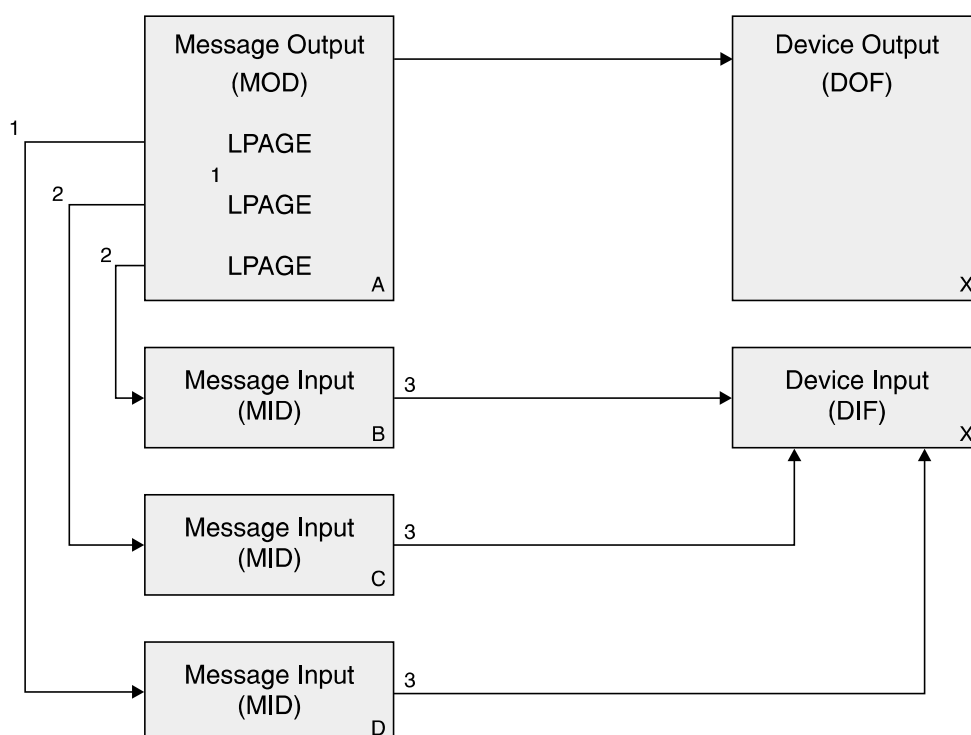 Message Output
(MOD)
Device Output
(DOF)
1
LPAGE
1
2
LPAGE
2
LPAGE
A
X
Message Input
(MID)
B
3
Device Input
(DIF)
X
Message Input
(MID)
C
3
Message Input
(MID)
D
3